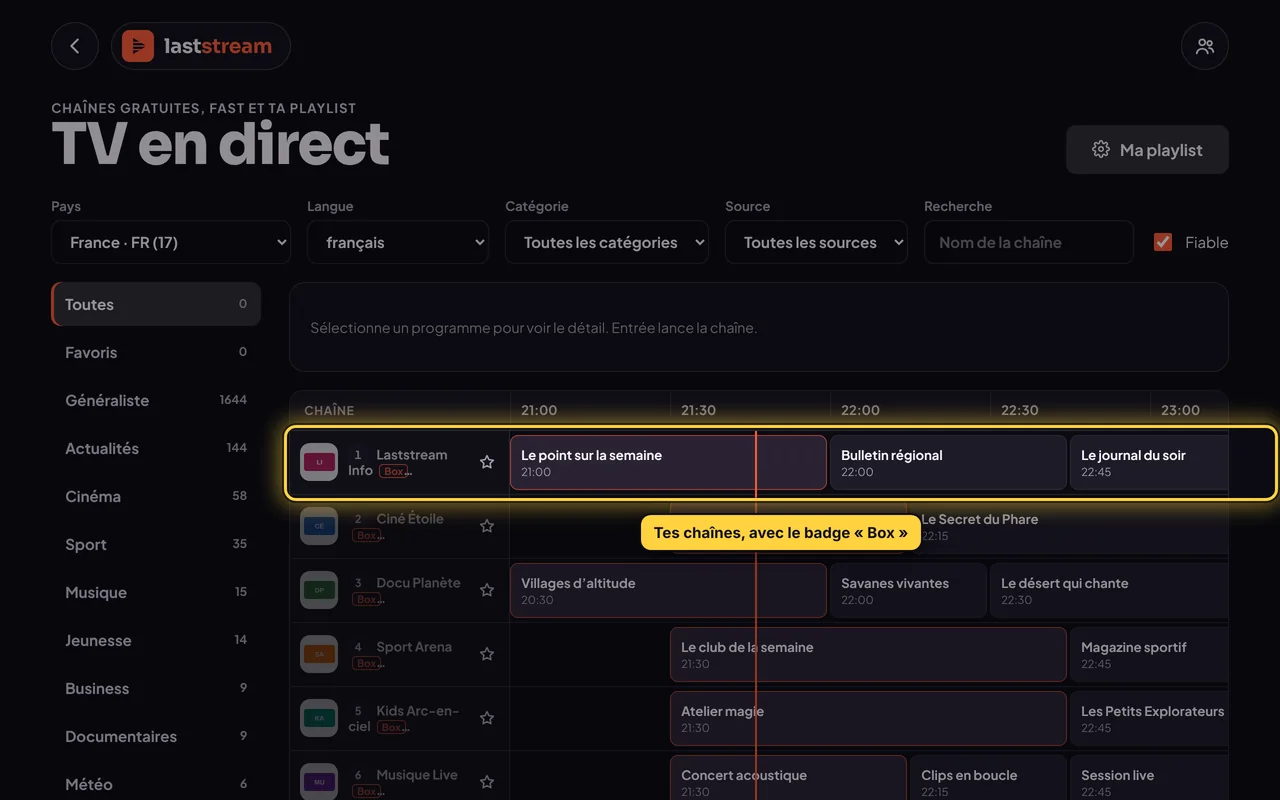 laststream
CHAÎNES GRATUITES, FAST ET TA PLAYLIST
TV en direct
Ma playlist
Pays
Langue
Catégorie
Source
Recherche
France · FR (17)
français
Toutes les catégories
Toutes les sources
Nom de la chaîne
Fiable
Toutes 0
Favoris 0
Généraliste 1644
Actualités 144
Cinéma 58
Sport 35
Musique 15
Jeunesse 14
Business 9
Documentaires 9
Météo 6
Sélectionne un programme pour voir le détail. Entrée lance la chaîne.
CHAÎNE 21:00 21:30 22:00 22:30 23:00
LI
1 Laststream
Info Box...
Le point sur la semaine
21:00
Bulletin régional
22:00
Le journal du soir
22:45
Tes chaînes, avec le badge « Box »
CÉ
2 Ciné Étoile
Box...
Le Secret du Phare
22:15
DP
3 Docu Planète
Box...
Villages d'altitude
20:30
Savanes vivantes
22:00
Le désert qui chante
22:30
SA
4 Sport Arena
Box...
Le club de la semaine
21:30
Magazine sportif
22:45
KA
5 Kids Arc-en-
ciel Box...
Atelier magie
21:30
Les Petits Explorateurs
22:45
MU
6 Musique Live
Box...
Concert acoustique
21:30
Clips en boucle
22:15
Session live
22:45